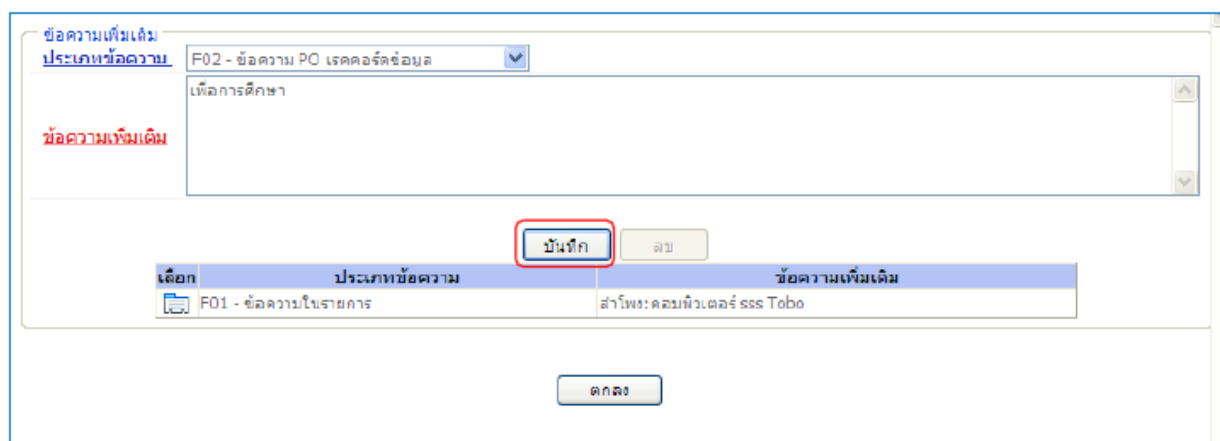 ข้อความเพิ่มเติม
ประเภทข้อความ F02 - ข้อความ PO เรคคอร์ดข้อมูล
เพื่อการศึกษา
ข้อความเพิ่มเติม
บันทึก ลบ
เลือก ประเภทข้อความ ข้อความเพิ่มเติม
F01 - ข้อความในรายการ ลำโพง:คอมพิวเตอร์ sss Tobo
ตกลง